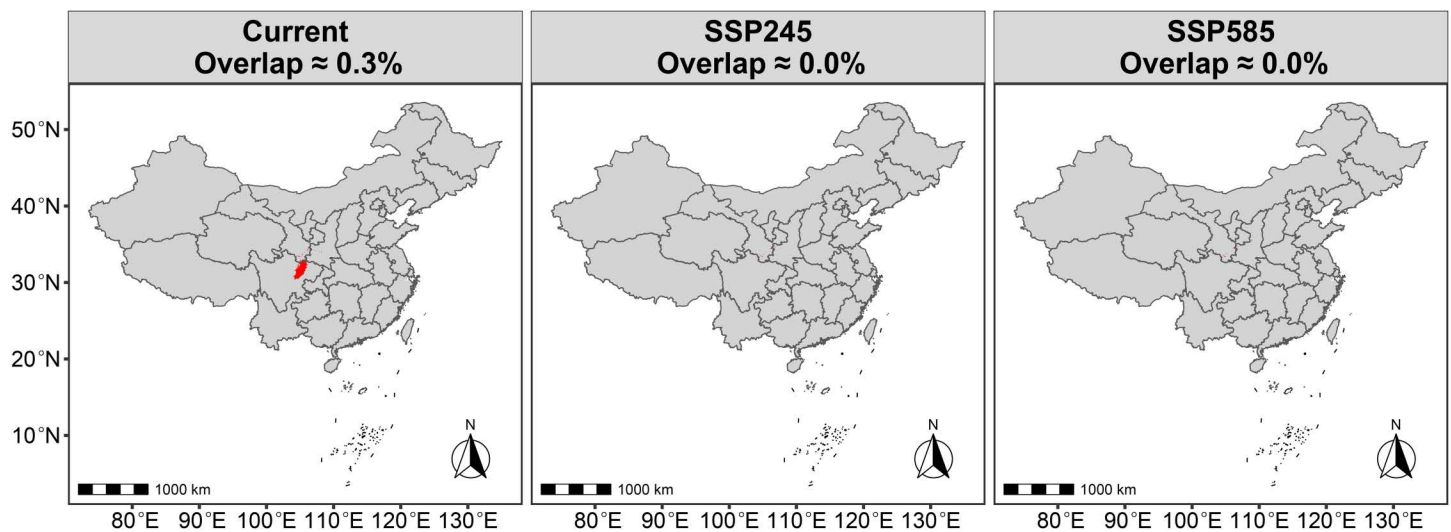 Current
Overlap ≈ 0.3%
SSP245
Overlap ≈ 0.0%
SSP585
Overlap ≈ 0.0%
50°N
40°N
30°N
20°N
10°N
N
1000 km
N
1000 km
N
1000 km
80°E 90°E 100°E 110°E 120°E 130°E
80°E 90°E 100°E 110°E 120°E 130°E
80°E 90°E 100°E 110°E 120°E 130°E